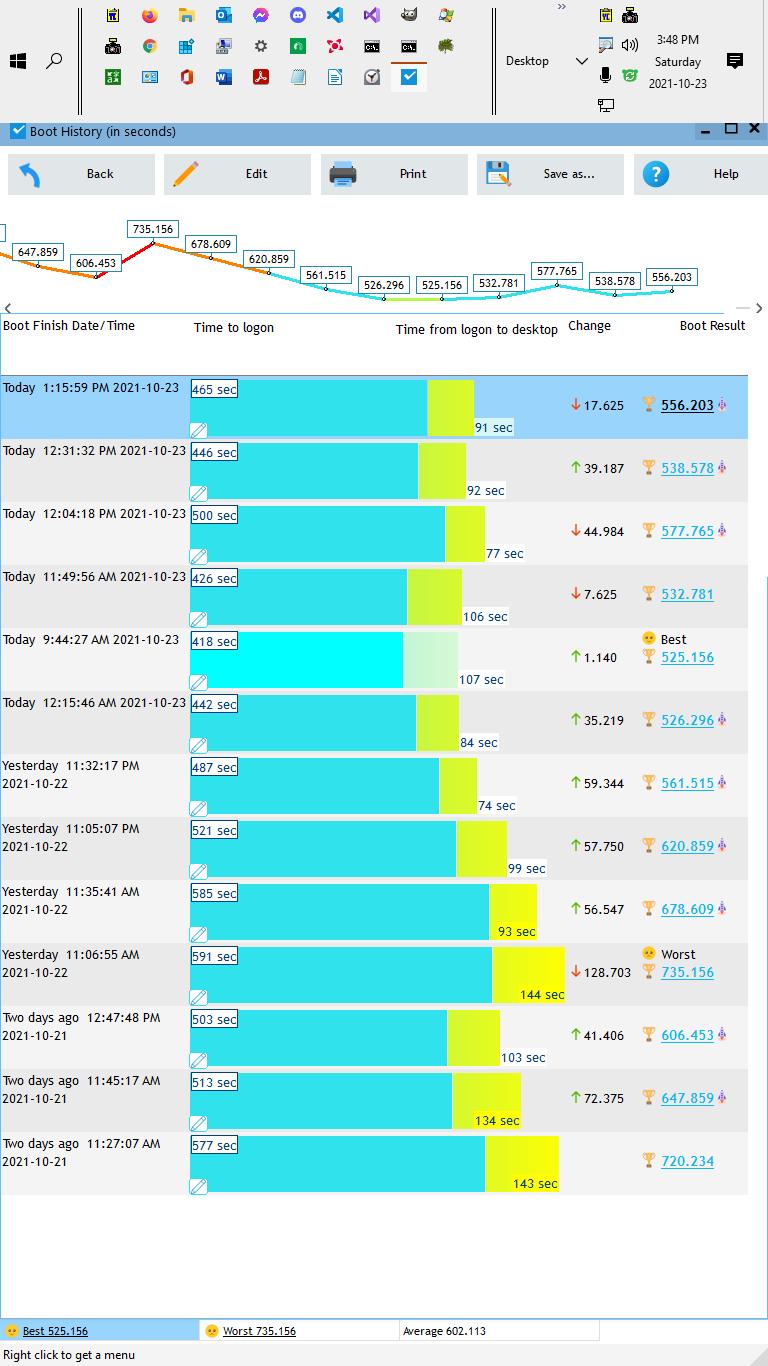 3:48 PM
Desktop
Saturday
2021-10-23
Boot History (in seconds)
Back
Edit
Print
Save as...
Help
647.859
606.453
735.156
678.609
620.859
561.515
526.296
525.156
532.781
577.765
538.578
556.203
Boot Finish Date/Time Time to logon Time from logon to desktop Change Boot Result
Today 1:15:59 PM 2021-10-23 465 sec
91 sec 17.625 556.203
Today 12:31:32 PM 2021-10-23 446 sec
92 sec 39.187 538.578
Today 12:04:18 PM 2021-10-23 500 sec
77 sec 44.984 577.765
Today 11:49:56 AM 2021-10-23 426 sec
106 sec 7.625 532.781
Today 9:44:27 AM 2021-10-23 418 sec Best
107 sec 1.140 525.156
Today 12:15:46 AM 2021-10-23 442 sec
84 sec 35.219 526.296
Yesterday 11:32:17 PM 487 sec
2021-10-22 74 sec 59.344 561.515
Yesterday 11:05:07 PM 521 sec
2021-10-22 99 sec 57.750 620.859
Yesterday 11:35:41 AM 585 sec
2021-10-22 93 sec 56.547 678.609
Yesterday 11:06:55 AM 591 sec Worst
2021-10-22 144 sec 128.703 735.156
Two days ago 12:47:48 PM 503 sec
2021-10-21 103 sec 41.406 606.453
Two days ago 11:45:17 AM 513 sec
2021-10-21 134 sec 72.375 647.859
Two days ago 11:27:07 AM 577 sec
2021-10-21 143 sec 720.234
Best 525.156 Worst 735.156 Average 602.113
Right click to get a menu